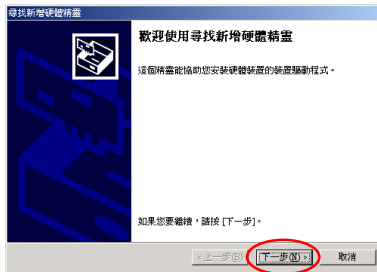 尋找新增硬體精靈
歡迎使用尋找新增硬體精靈
這個精靈能協助您安裝硬體裝置的裝置驅動程式。
如果您要繼續，請按 [下一步]。
<上一步(B) 下一步(N)> 取消